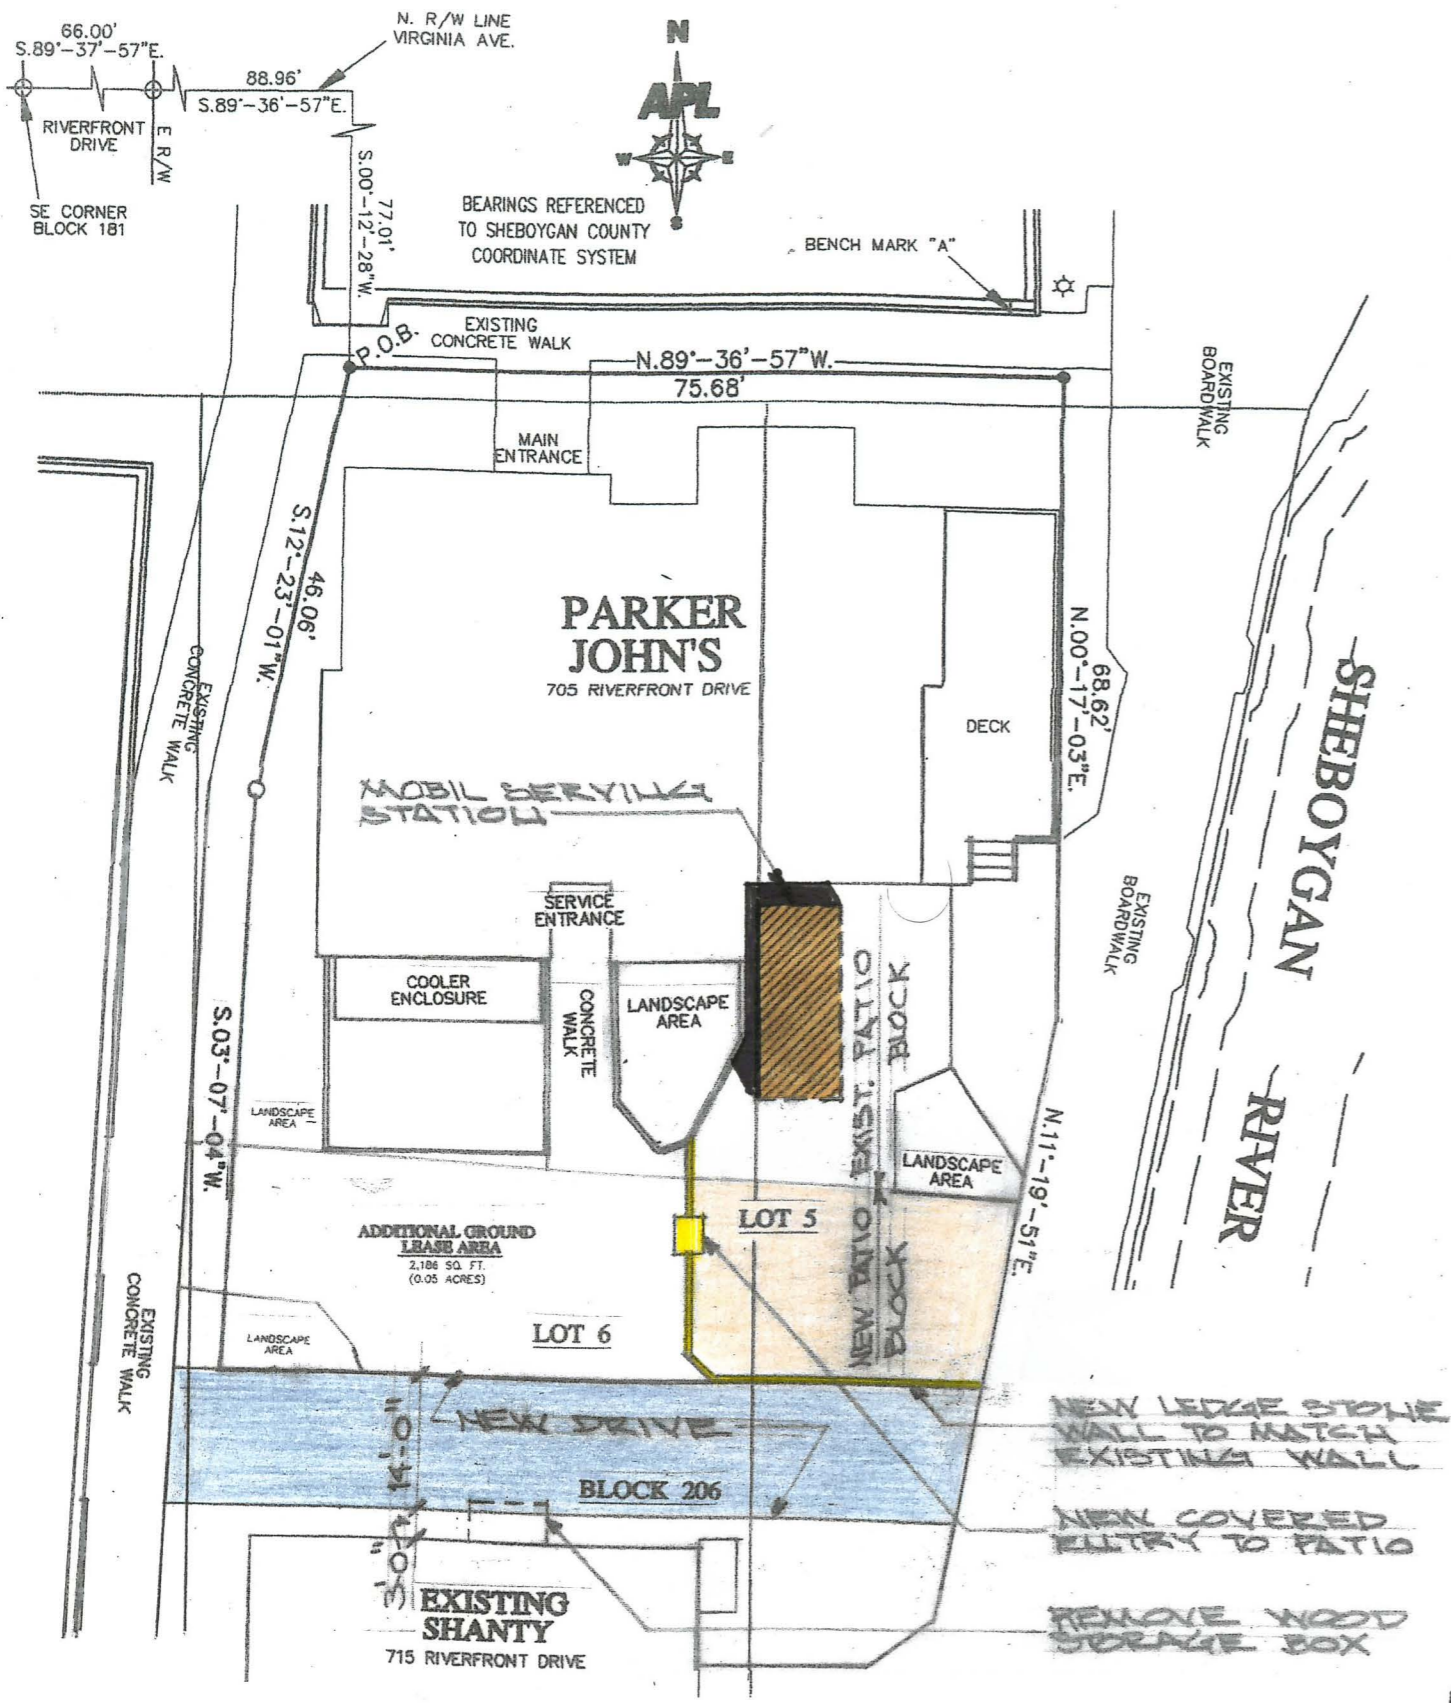 66.00'
S.89°-37'-57"E.
N. R/W LINE
VIRGINIA AVE.
88.96'
S.89°-36'-57"E.
RIVERFRONT
DRIVE
E R/W
SE CORNER
BLOCK 181
77.01'
S.00°-12'-28"W.
N
APL
W
E
S
BEARINGS REFERENCED
TO SHEBOYGAN COUNTY
COORDINATE SYSTEM
BENCH MARK "A"
P.O.B.
EXISTING
CONCRETE WALK
N.89°-36'-57"W.
75.68'
EXISTING
BOARDWALK
MAIN
ENTRANCE
46.06'
S.12°-23'-01"W.
PARKER
JOHN'S
705 RIVERFRONT DRIVE
DECK
68.62'
N.00°-17'-03"E.
SHEBOYGAN
RIVER
EXISTING
CONCRETE WALK
MOBIL SERVING
STATION
SERVICE
ENTRANCE
EXISTING
BOARDWALK
COOLER
ENCLOSURE
CONCRETE
WALK
LANDSCAPE
AREA
EXIST. PATIO
BLOCK
S.03°-07'-04"W.
LANDSCAPE
AREA
LANDSCAPE
AREA
N.11°-19'-51"E.
ADDITIONAL GROUND
LEASE AREA
2,186 SQ. FT.
(0.05 ACRES)
LOT 5
NEW PATIO
BLOCK
EXISTING
CONCRETE WALK
LANDSCAPE
AREA
LOT 6
NEW DRIVE
14'-0"
BLOCK 206
NEW LEDGE STONE
WALL TO MATCH
EXISTING WALL
NEW COVERED
ENTRY TO PATIO
3'-0"
EXISTING
SHANTY
715 RIVERFRONT DRIVE
REMOVE WOOD
STORAGE BOX